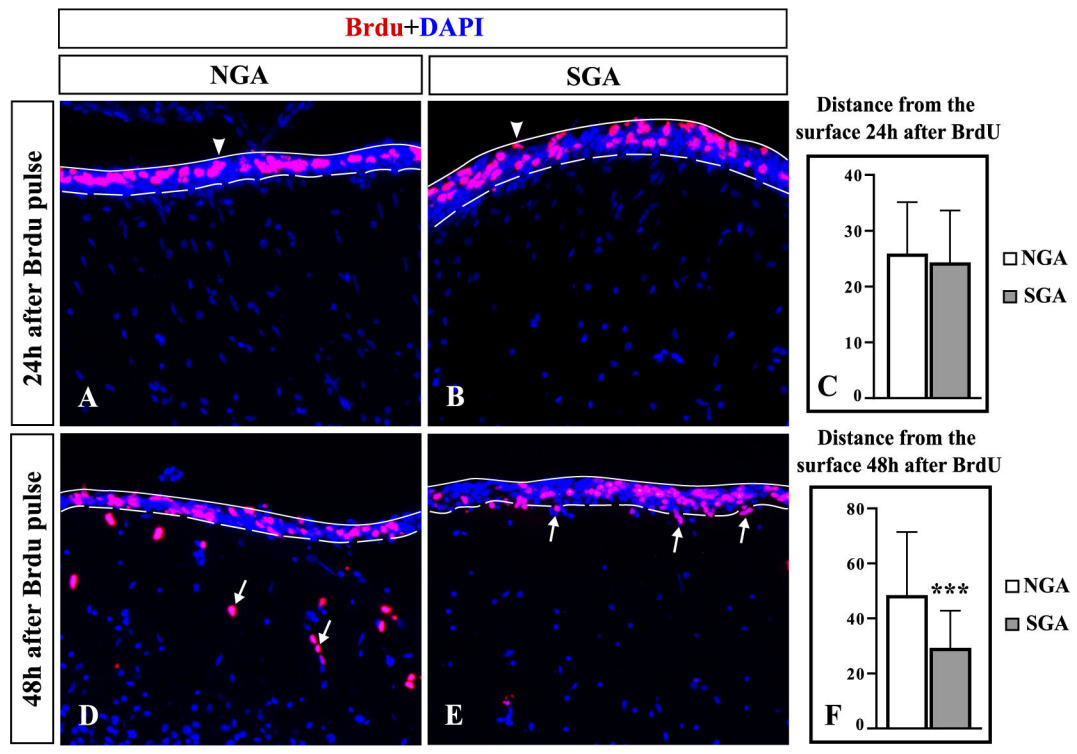 Brdu+DAPI
NGA
SGA
24h after Brdu pulse
A
B
Distance from the
surface 24h after BrdU
40
30
20
10
0
C
NGA
SGA
48h after Brdu pulse
D
E
Distance from the
surface 48h after BrdU
80
60
40
20
0
***
F
NGA
SGA